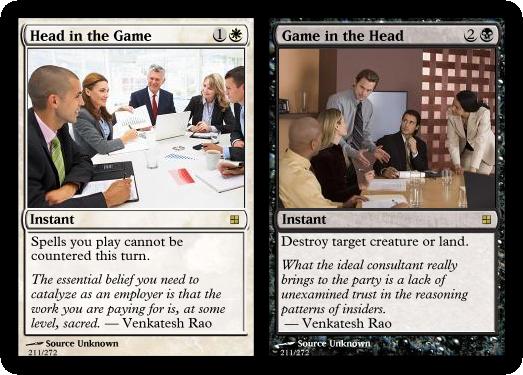 Head in the Game 1
Instant
Spells you play cannot be
countered this turn.
The essential belief you need to
catalyze as an employer is that the
work you are paying for is, at some
level, sacred. — Venkatesh Rao
Source Unknown
211/272
Game in the Head 2
Instant
Destroy target creature or land.
What the ideal consultant really
brings to the party is a lack of
unexamined trust in the reasoning
patterns of insiders.
— Venkatesh Rao
Source Unknown
211/272